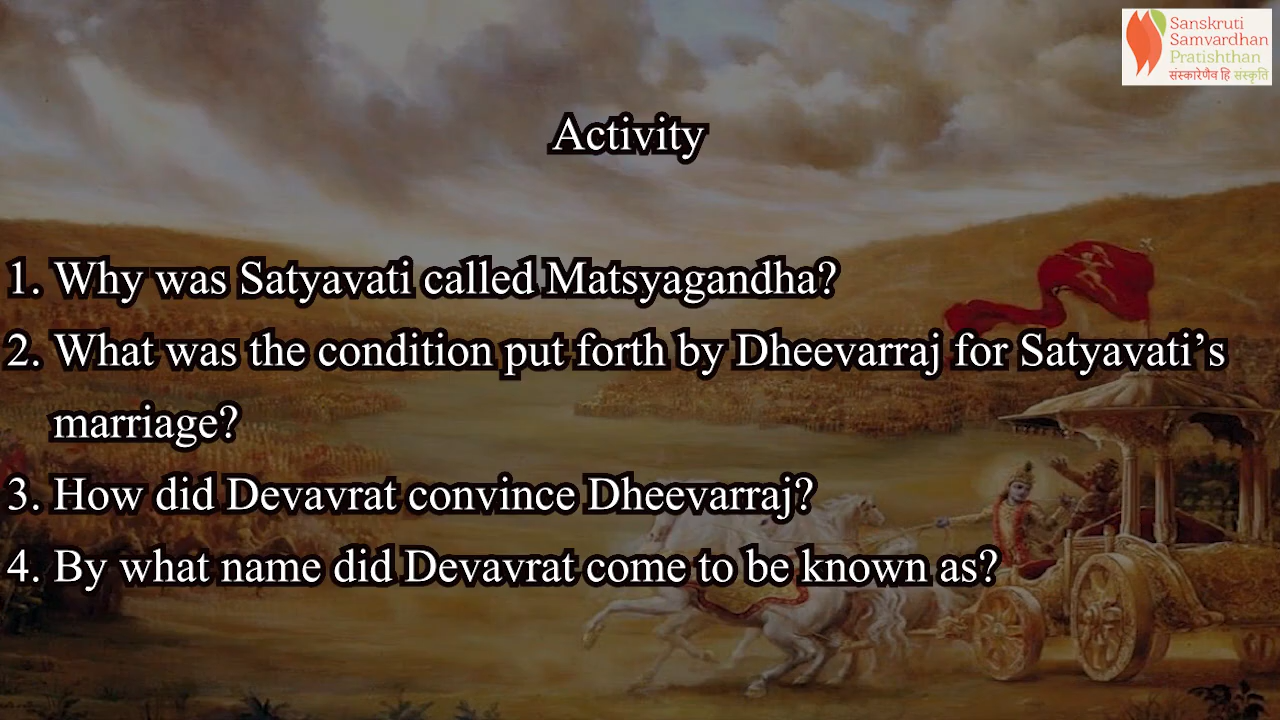 Sanskruti
Samvardhan
Pratishthan
संस्कारेणैव हि संस्कृति
Activity
1. Why was Satyavati called Matsyagandha?
2. What was the condition put forth by Dheevarraj for Satyavati’s
marriage?
3. How did Devavrat convince Dheevarraj?
4. By what name did Devavrat come to be known as?